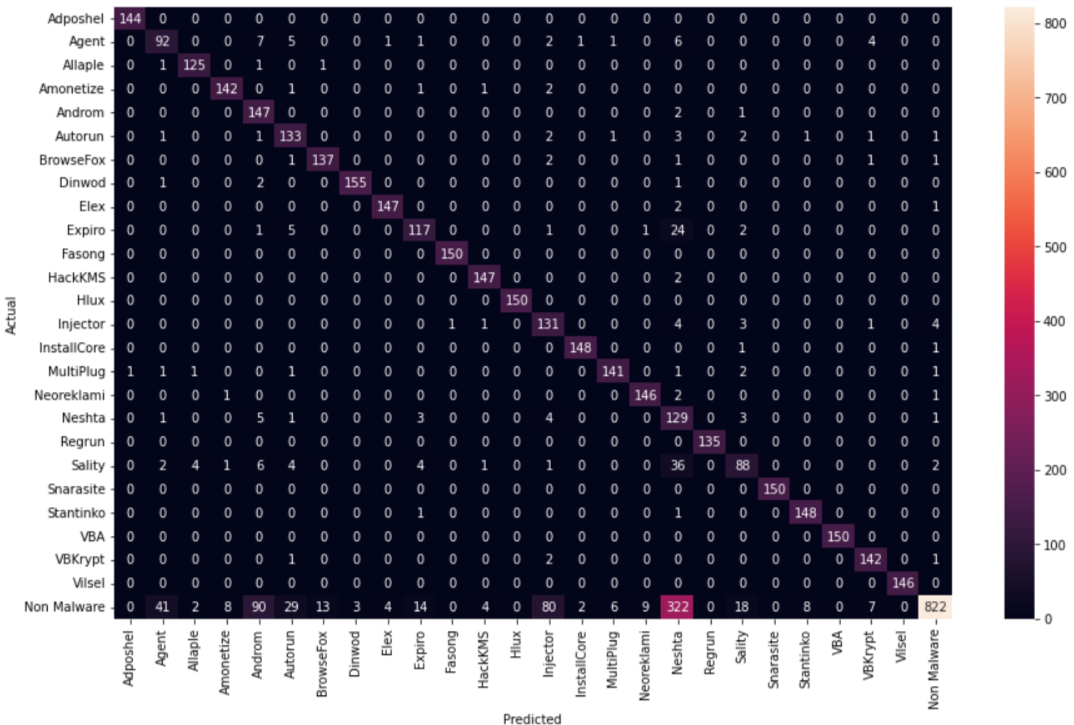 Adposhel 144 0 0 0 0 0 0 0 0 0 0 0 0 0 0 0 0 0 0 0 0 0 0 0 0 0
Agent 0 92 0 0 7 5 0 0 1 1 0 0 0 2 1 1 0 6 0 0 0 0 0 4 0 0
Allaple 0 1 125 0 1 0 1 0 0 0 0 0 0 0 0 0 0 0 0 0 0 0 0 0 0 0
Amonetize 0 0 0 142 0 1 0 0 0 1 0 1 0 2 0 0 0 0 0 0 0 0 0 0 0 0
Androm 0 0 0 0 147 0 0 0 0 0 0 0 0 0 0 0 0 2 0 1 0 0 0 0 0 0
Autorun 0 1 0 0 1 133 0 0 0 0 0 0 0 2 0 1 0 3 0 2 0 1 0 1 0 1
BrowseFox 0 0 0 0 0 1 137 0 0 0 0 0 0 2 0 0 0 1 0 0 0 0 0 1 0 1
Dinwod 0 1 0 0 2 0 0 155 0 0 0 0 0 0 0 0 0 1 0 0 0 0 0 0 0 0
Elex 0 0 0 0 0 0 0 0 147 0 0 0 0 0 0 0 0 2 0 0 0 0 0 0 0 1
Expiro 0 0 0 0 1 5 0 0 0 117 0 0 0 1 0 0 1 24 0 2 0 0 0 0 0 0
Fasong 0 0 0 0 0 0 0 0 0 0 150 0 0 0 0 0 0 0 0 0 0 0 0 0 0 0
HackKMS 0 0 0 0 0 0 0 0 0 0 0 147 0 0 0 0 0 2 0 0 0 0 0 0 0 0
Hlux 0 0 0 0 0 0 0 0 0 0 0 0 150 0 0 0 0 0 0 0 0 0 0 0 0 0
Injector 0 0 0 0 0 0 0 0 0 0 1 1 0 131 0 0 0 4 0 3 0 0 0 1 0 4
InstallCore 0 0 0 0 0 0 0 0 0 0 0 0 0 0 148 0 0 0 0 1 0 0 0 0 0 1
MultiPlug 1 1 1 0 0 1 0 0 0 0 0 0 0 0 0 141 0 1 0 2 0 0 0 0 0 1
Neoreklami 0 0 0 1 0 0 0 0 0 0 0 0 0 0 0 0 146 2 0 0 0 0 0 0 0 1
Neshta 0 1 0 0 5 1 0 0 0 3 0 0 0 4 0 0 0 129 0 3 0 0 0 0 0 1
Regrun 0 0 0 0 0 0 0 0 0 0 0 0 0 0 0 0 0 0 135 0 0 0 0 0 0 0
Sality 0 2 4 1 6 4 0 0 0 4 0 1 0 1 0 0 0 36 0 88 0 0 0 0 0 2
Snarasite 0 0 0 0 0 0 0 0 0 0 0 0 0 0 0 0 0 0 0 0 150 0 0 0 0 0
Stantinko 0 0 0 0 0 0 0 0 0 1 0 0 0 0 0 0 0 1 0 0 0 148 0 0 0 0
VBA 0 0 0 0 0 0 0 0 0 0 0 0 0 0 0 0 0 0 0 0 0 0 150 0 0 0
VBKrypt 0 0 0 0 0 1 0 0 0 0 0 0 0 2 0 0 0 0 0 0 0 0 0 142 0 1
Vilsel 0 0 0 0 0 0 0 0 0 0 0 0 0 0 0 0 0 0 0 0 0 0 0 0 146 0
Non Malware 0 41 2 8 90 29 13 3 4 14 0 4 0 80 2 6 9 322 0 18 0 8 0 7 0 822
Adposhel
Agent
Allaple
Amonetize
Androm
Autorun
BrowseFox
Dinwod
Elex
Expiro
Fasong
HackKMS
Hlux
Injector
InstallCore
MultiPlug
Neoreklami
Neshta
Regrun
Sality
Snarasite
Stantinko
VBA
VBKrypt
Vilsel
Non Malware
Actual
Predicted
800
700
600
500
400
300
200
100
0